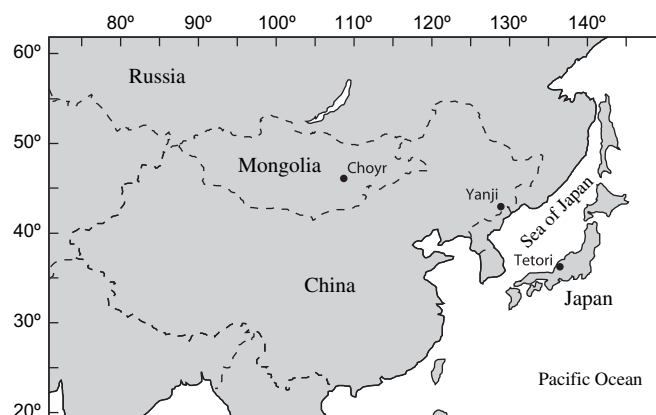 80º 90º 100º 110º 120º 130º 140º
60º
Russia
50º
Mongolia
Choyr
Yanji
40º
Sea of Japan
Tetori
China
Japan
30º
Pacific Ocean
20º